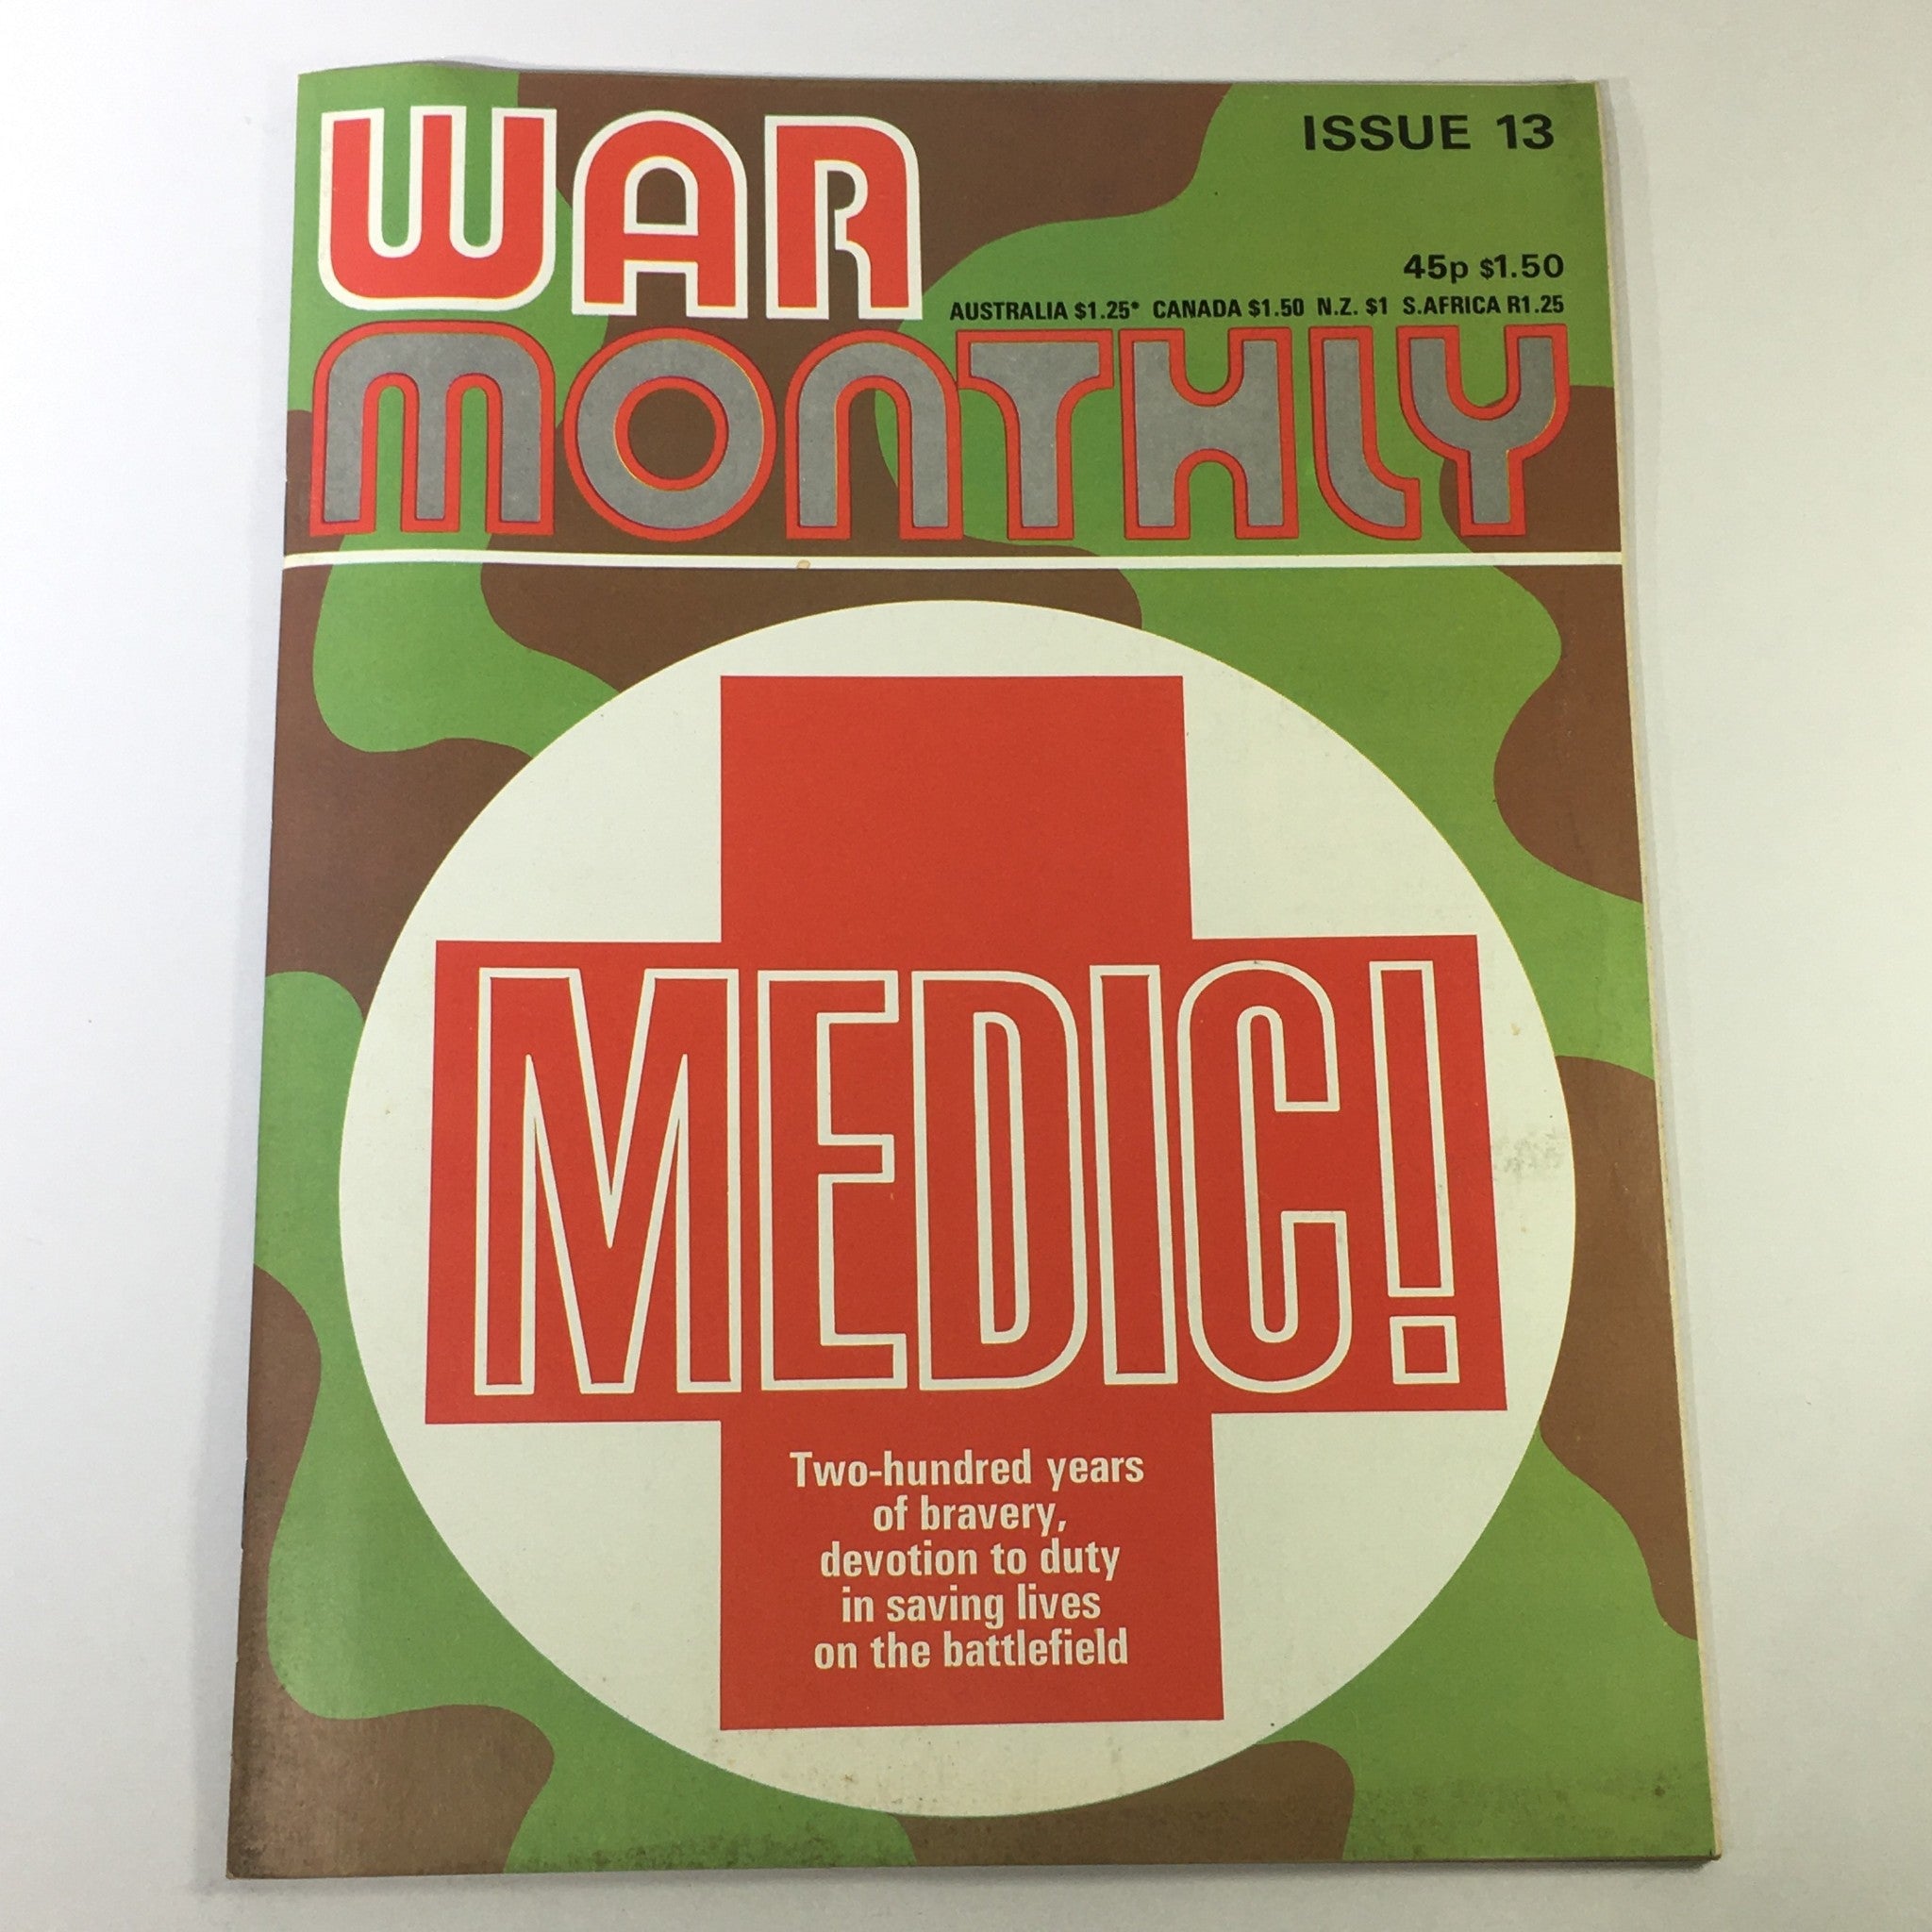 WAR
ISSUE 13
45p $1.50
AUSTRALIA $1.25* CANADA $1.50 N.Z. $1 S.AFRICA R1.25
MONTHLY
MEDIC!
Two-hundred years
of bravery,
devotion to duty
in saving lives
on the battlefield